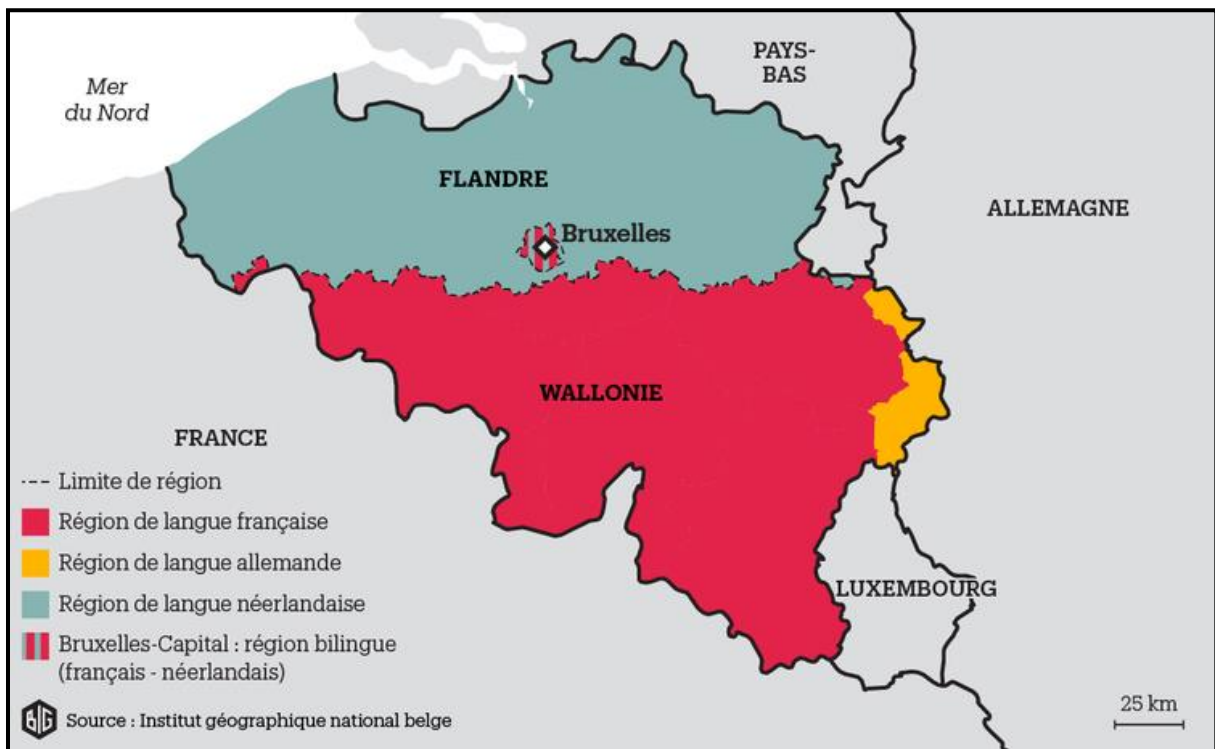 Mer
du Nord
PAYS-
BAS
FLANDRE
ALLEMAGNE
Bruxelles
WALLONIE
FRANCE
LUXEMBOURG
Limite de région
Région de langue française
Région de langue allemande
Région de langue néerlandaise
Bruxelles-Capital : région bilingue
(français - néerlandais)
BIG Source : Institut géographique national belge
25 km